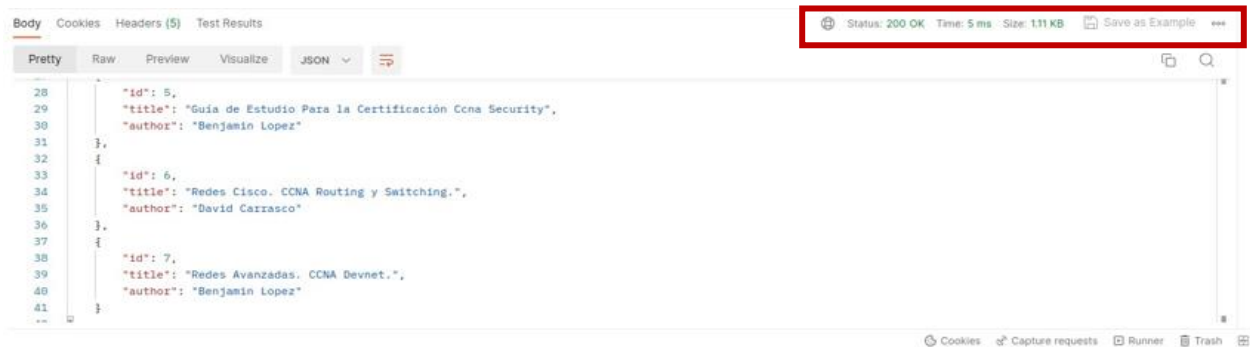 Body Cookies Headers (5) Test Results Status: 200 OK Time: 5 ms Size: 1.11 KB Save as Example
Pretty Raw Preview Visualize JSON
28 "id": 5,
29 "title": "Guía de Estudio Para la Certificación Ccna Security",
30 "author": "Benjamin Lopez"
31 },
32 {
33 "id": 6,
34 "title": "Redes Cisco. CCNA Routing y Switching.",
35 "author": "David Carrasco"
36 },
37 {
38 "id": 7,
39 "title": "Redes Avanzadas. CCNA Devnet.",
40 "author": "Benjamin Lopez"
41 }
Cookies Capture requests Runner Trash